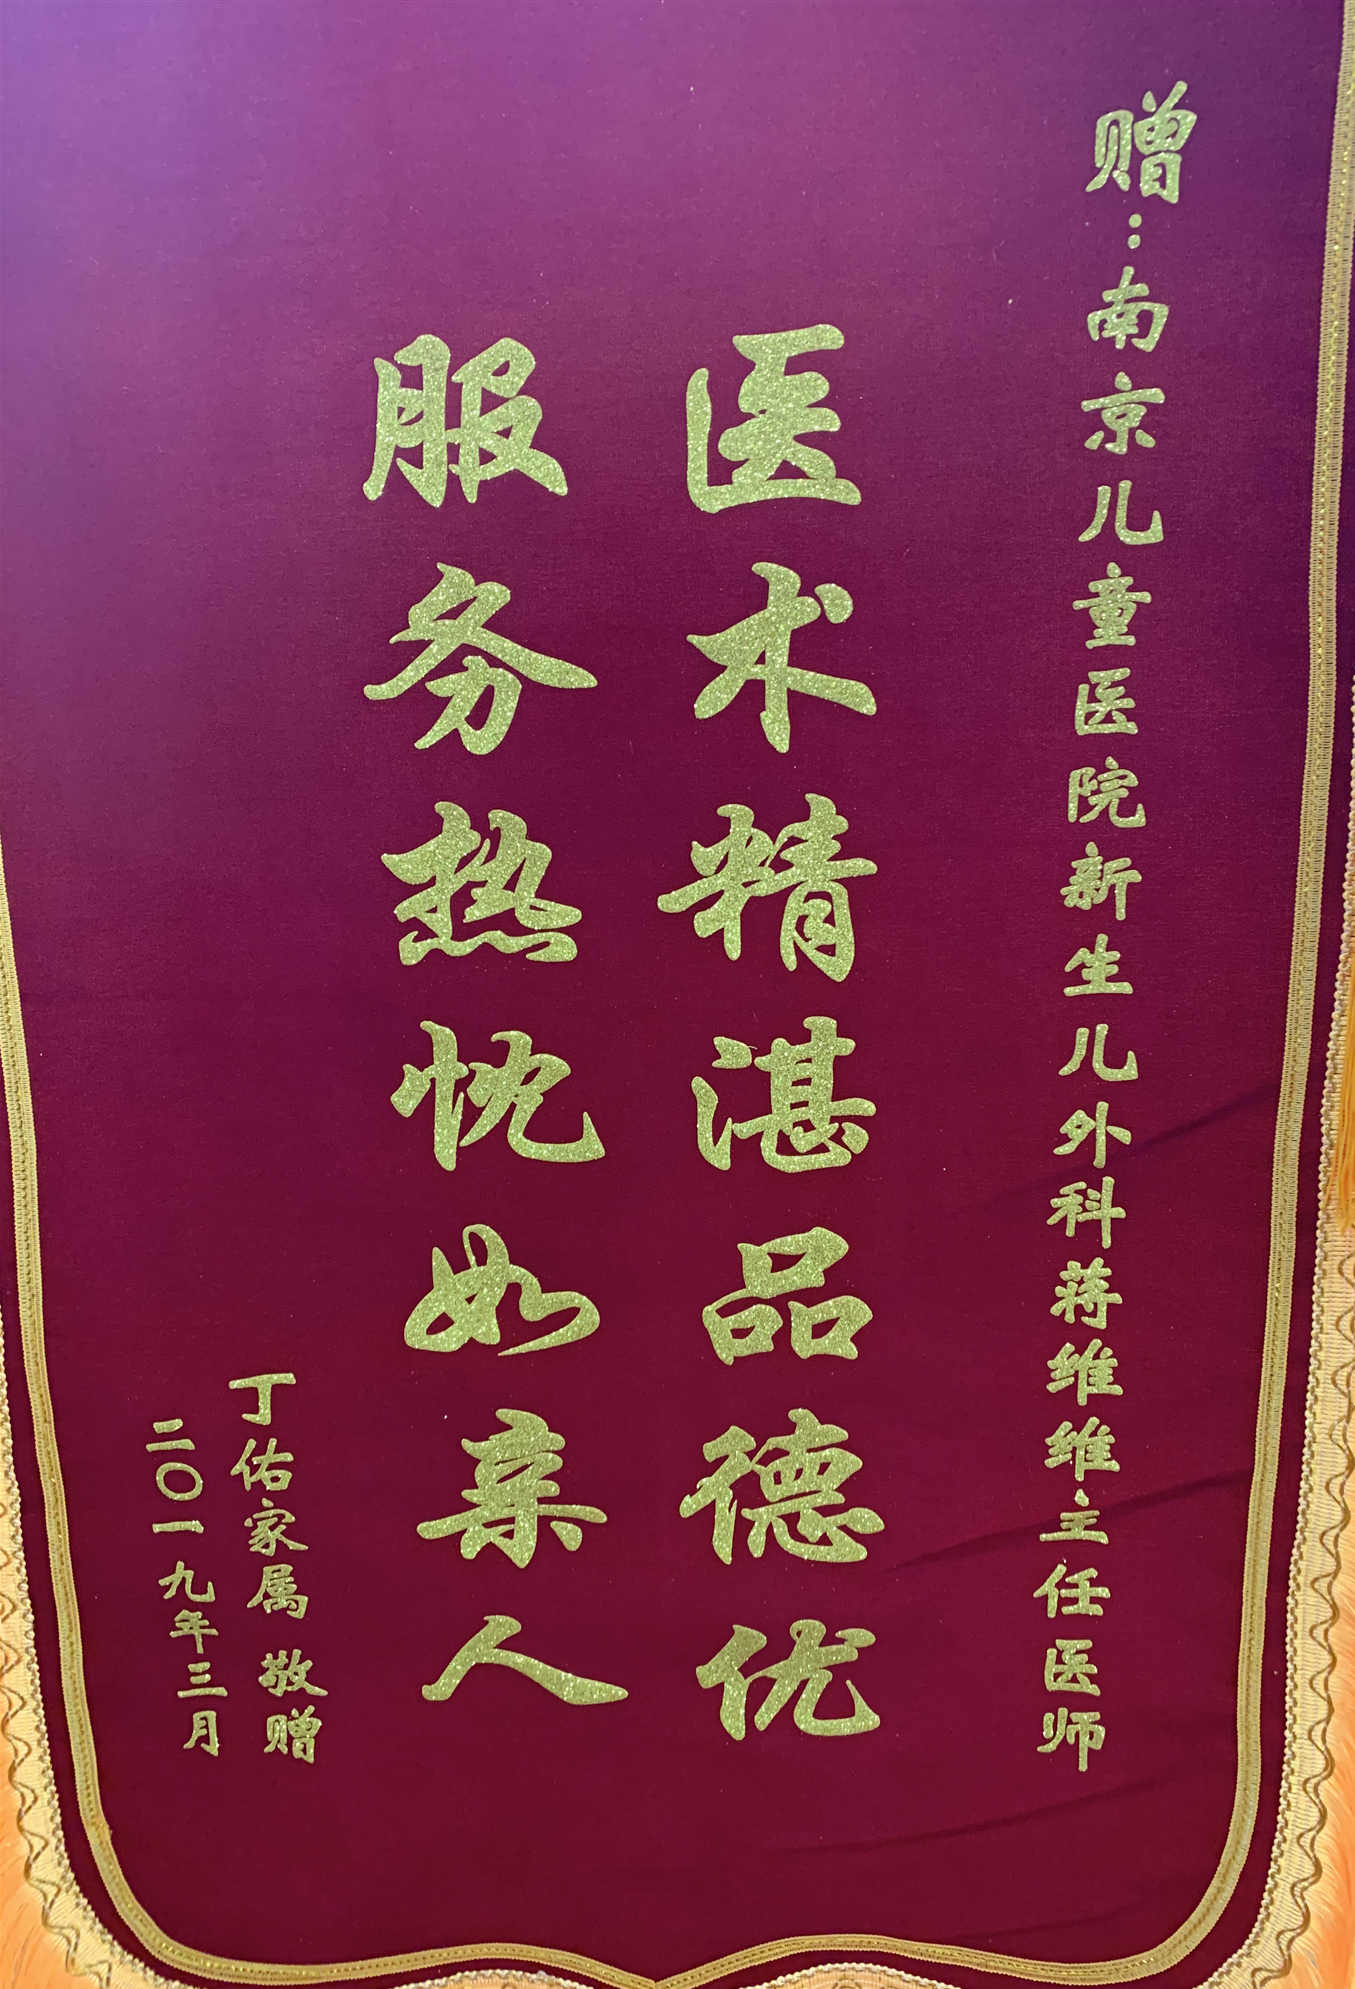 赠：南京儿童医院新生儿外科蒋维维主任医师
医术精湛品德优
服务热忱如亲人
丁佑家属 敬赠
二〇一九年三月